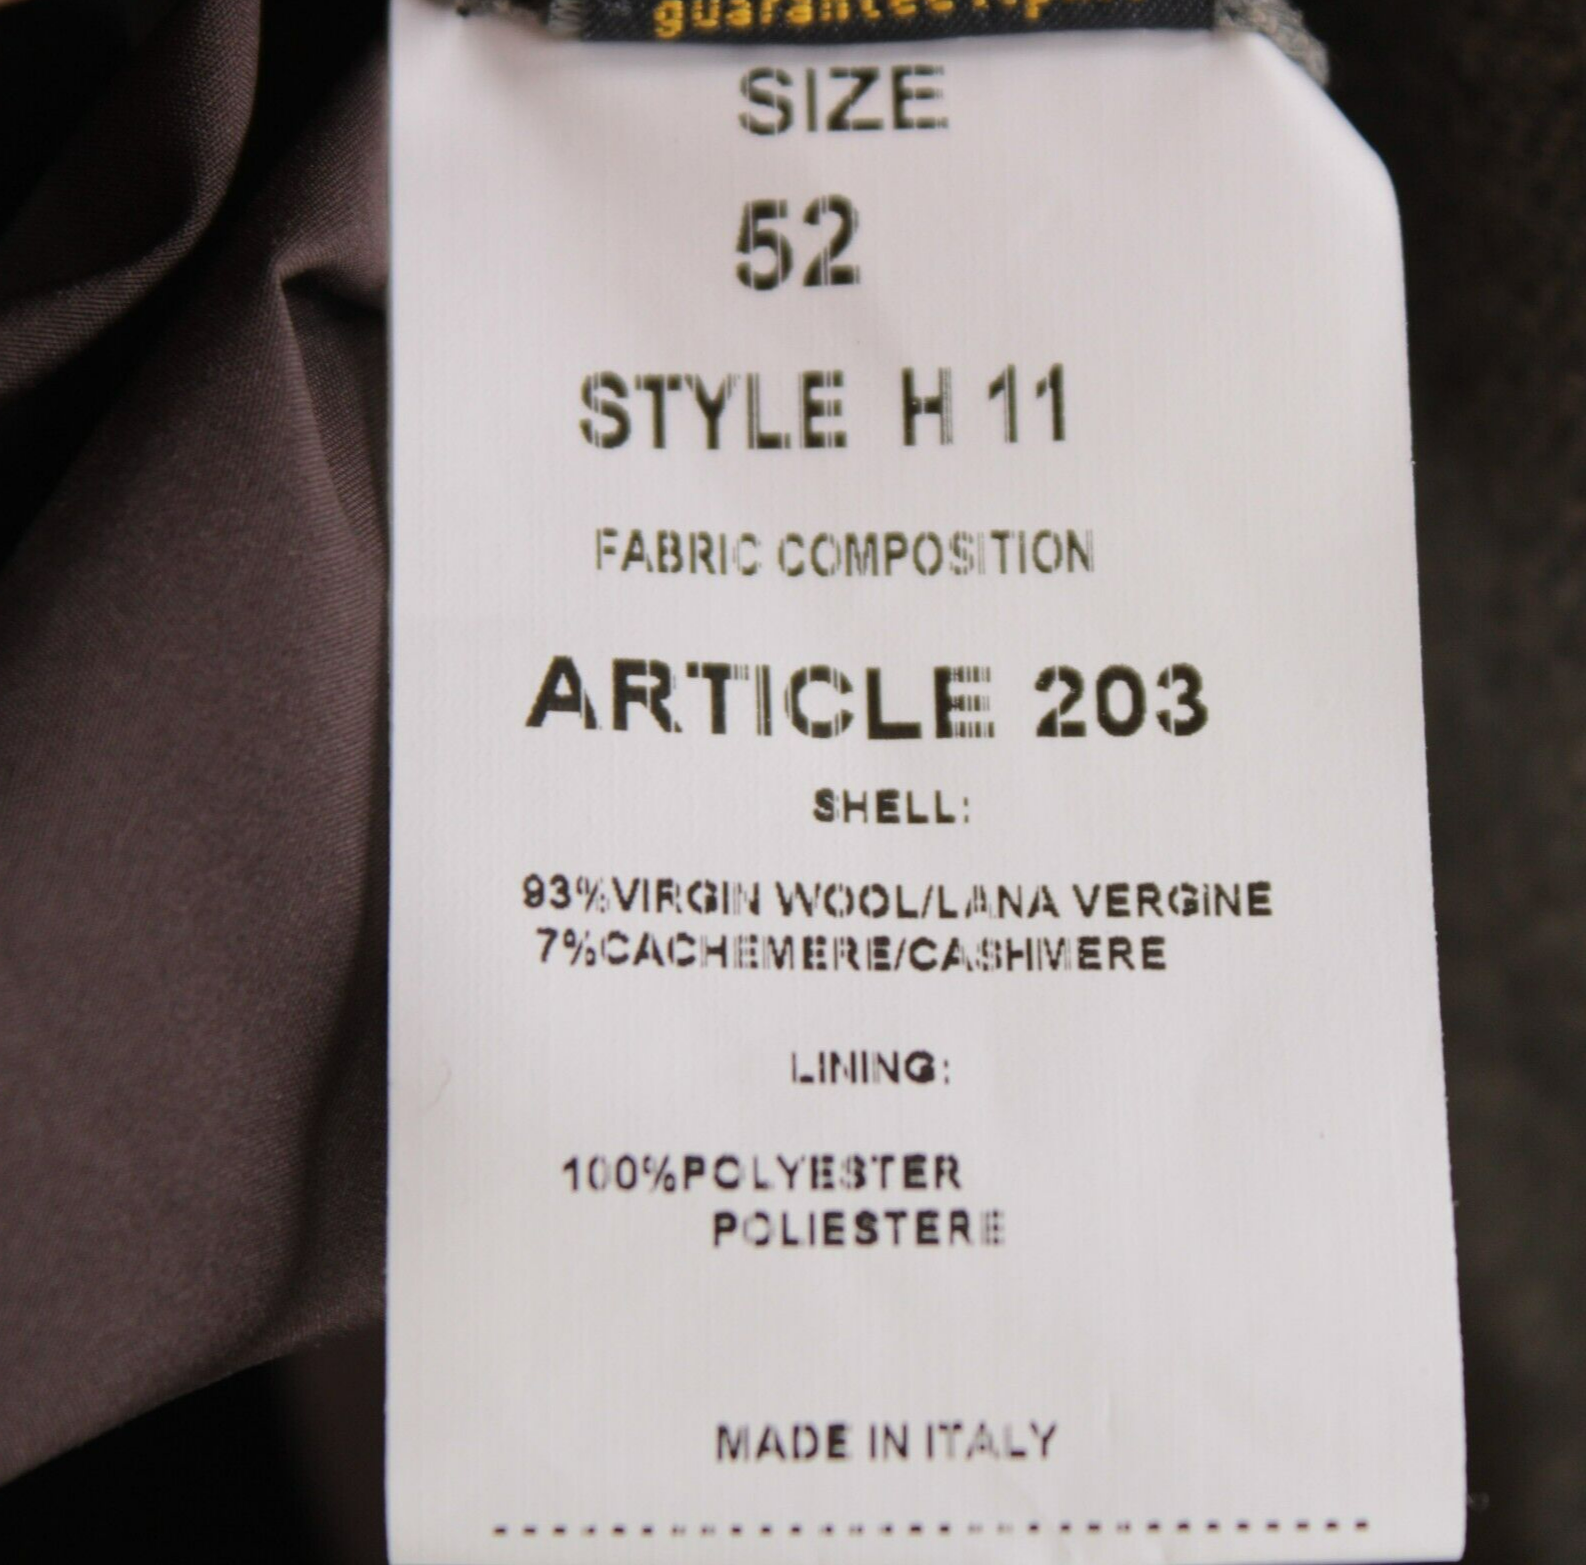 SIZE
52
STYLE H 11
FABRIC COMPOSITION
ARTICLE 203
SHELL:
93%VIRGIN WOOL/LANA VERGINE
7%CACHEMERE/CASHMERE
LINING:
100%POLYESTER
POLIESTERE
MADE IN ITALY